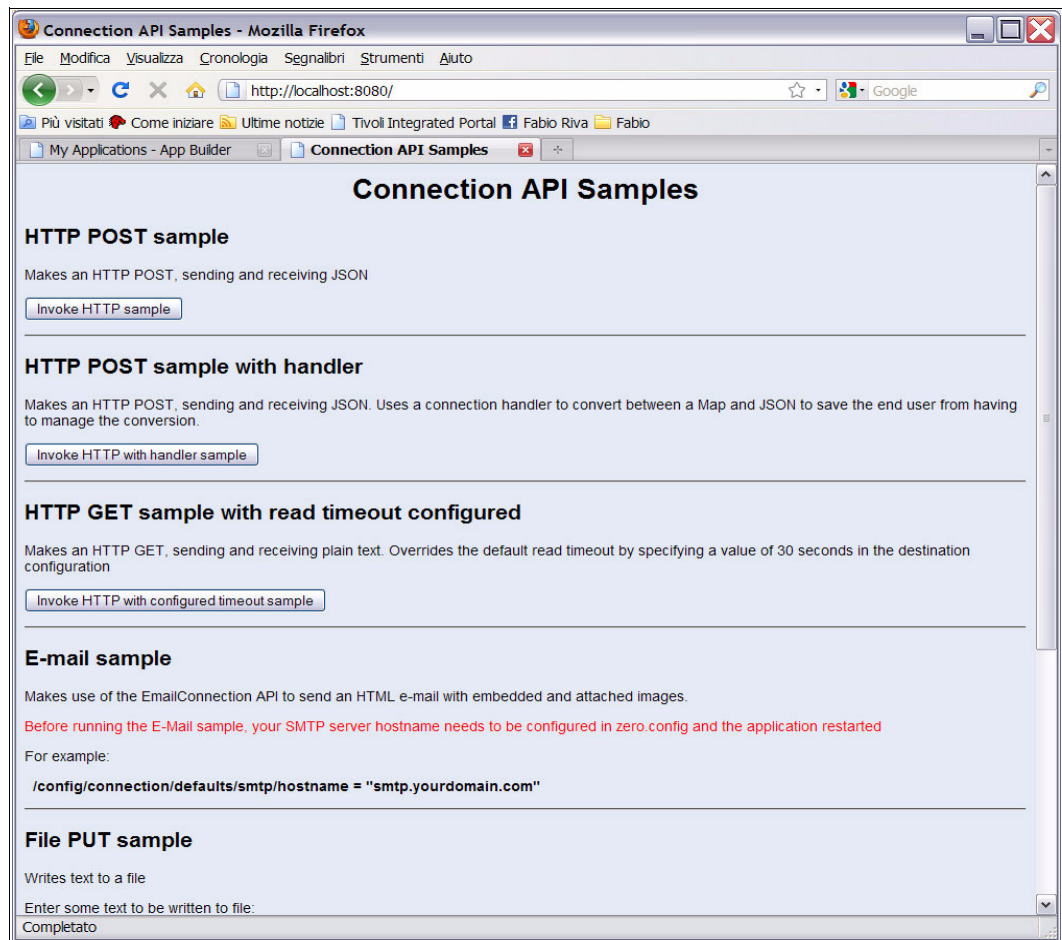 Connection API Samples - Mozilla Firefox
File Modifica Visualizza Cronologia Segnalibri Strumenti Aiuto
http://localhost:8080/ Google
Più visitati Come iniziare Ultime notizie Tivoli Integrated Portal Fabio Riva Fabio
My Applications - App Builder Connection API Samples
Connection API Samples
HTTP POST sample
Makes an HTTP POST, sending and receiving JSON
Invoke HTTP sample
HTTP POST sample with handler
Makes an HTTP POST, sending and receiving JSON. Uses a connection handler to convert between a Map and JSON to save the end user from having
to manage the conversion.
Invoke HTTP with handler sample
HTTP GET sample with read timeout configured
Makes an HTTP GET, sending and receiving plain text. Overrides the default read timeout by specifying a value of 30 seconds in the destination
configuration
Invoke HTTP with configured timeout sample
E-mail sample
Makes use of the EmailConnection API to send an HTML e-mail with embedded and attached images.
Before running the E-Mail sample, your SMTP server hostname needs to be configured in zero.config and the application restarted
For example:
/config/connection/defaults/smtp/hostname = "smtp.yourdomain.com"
File PUT sample
Writes text to a file
Enter some text to be written to file:
Completato